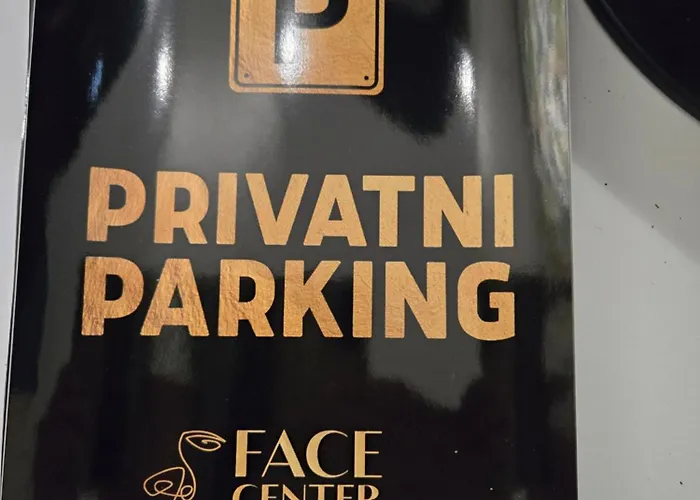 P
PRIVATNI
PARKING
FACE
CENTER